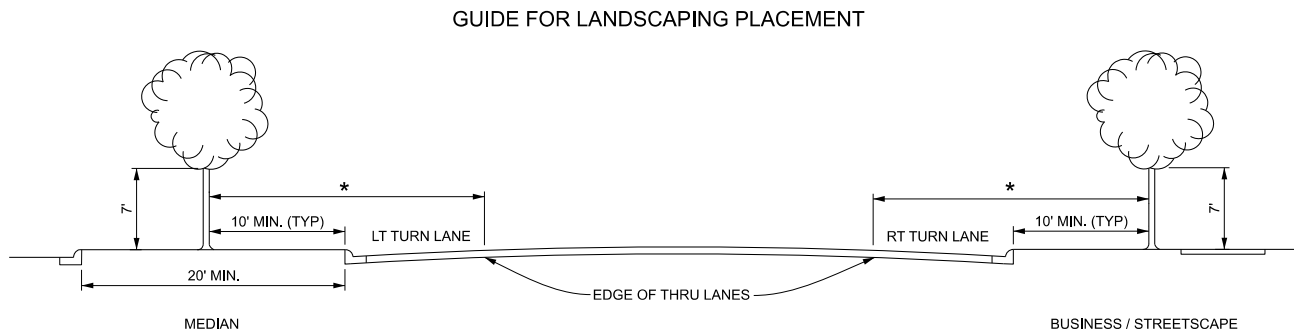 GUIDE FOR LANDSCAPING PLACEMENT
*
*
7'
10' MIN. (TYP)
LT TURN LANE
RT TURN LANE
10' MIN. (TYP)
7'
20' MIN.
EDGE OF THRU LANES
MEDIAN
BUSINESS / STREETSCAPE